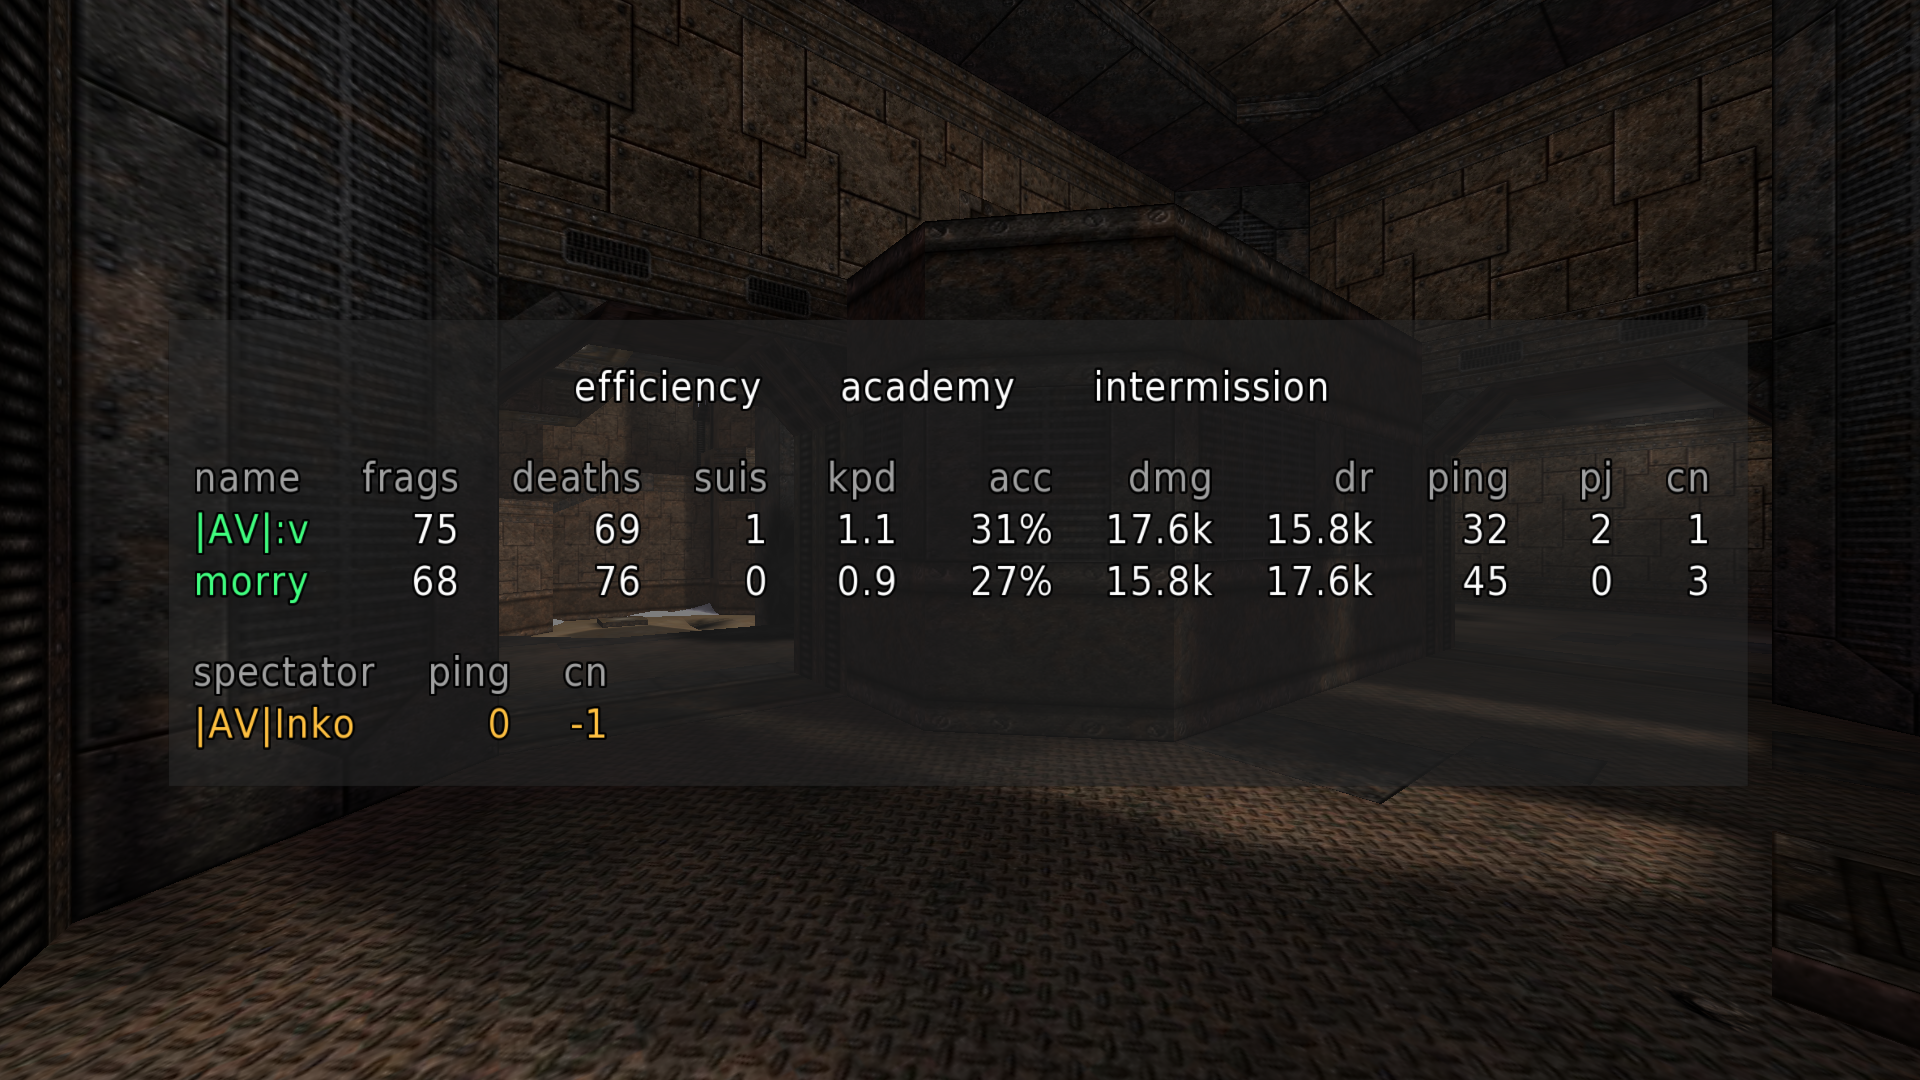 efficiency academy intermission
name frags deaths suis kpd acc dmg dr ping pj cn
|AV|:v 75 69 1 1.1 31% 17.6k 15.8k 32 2 1
morry 68 76 0 0.9 27% 15.8k 17.6k 45 0 3
spectator ping cn
|AV|Inko 0 -1